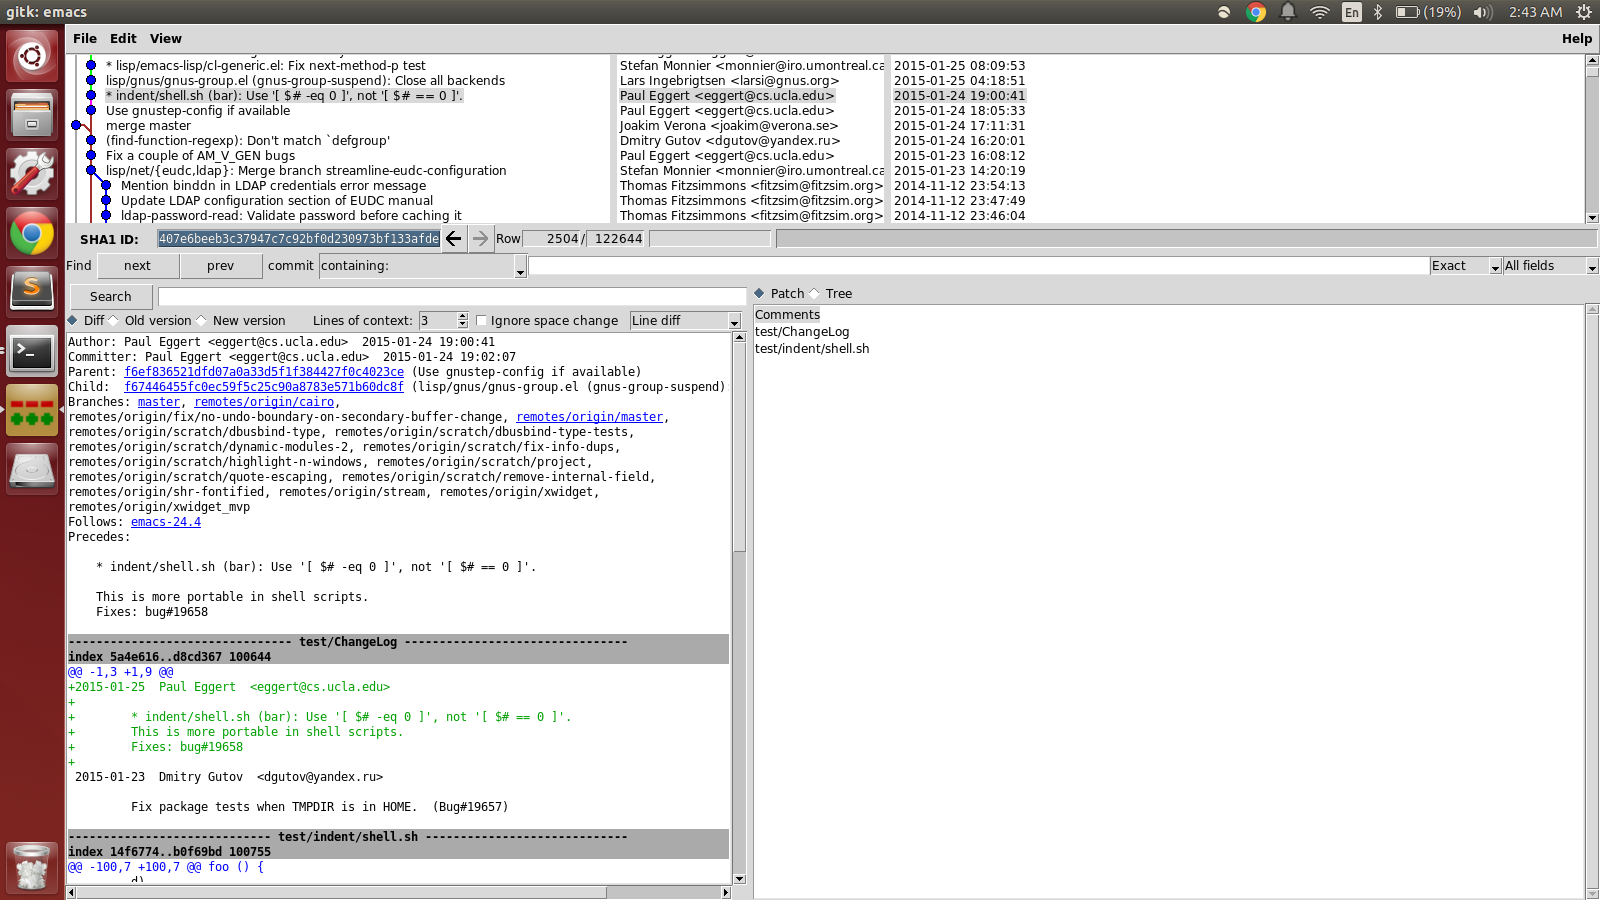 gitk: emacs
En
(19%)
2:43 AM
File Edit View Help
* lisp/emacs-lisp/cl-generic.el: Fix next-method-p test Stefan Monnier <monnier@iro.umontreal.ca 2015-01-25 08:09:53
lisp/gnus/gnus-group.el (gnus-group-suspend): Close all backends Lars Ingebrigtsen <larsi@gnus.org> 2015-01-25 04:18:51
* indent/shell.sh (bar): Use '[ $# -eq 0 ]', not '[ $# == 0 ]'. Paul Eggert <eggert@cs.ucla.edu> 2015-01-24 19:00:41
Use gnustep-config if available Paul Eggert <eggert@cs.ucla.edu> 2015-01-24 18:05:33
merge master Joakim Verona <joakim@verona.se> 2015-01-24 17:11:31
(find-function-regexp): Don't match `defgroup' Dmitry Gutov <dgutov@yandex.ru> 2015-01-24 16:20:01
Fix a couple of AM_V_GEN bugs Paul Eggert <eggert@cs.ucla.edu> 2015-01-23 16:08:12
lisp/net/{eudc,ldap}: Merge branch streamline-eudc-configuration Stefan Monnier <monnier@iro.umontreal.ca 2015-01-23 14:20:19
Mention binddn in LDAP credentials error message Thomas Fitzsimmons <fitzsim@fitzsim.org> 2014-11-12 23:54:13
Update LDAP configuration section of EUDC manual Thomas Fitzsimmons <fitzsim@fitzsim.org> 2014-11-12 23:47:49
ldap-password-read: Validate password before caching it Thomas Fitzsimmons <fitzsim@fitzsim.org> 2014-11-12 23:46:04
SHA1 ID: 407e6beeb3c37947c7c92bf0d230973bf133afde Row 2504 / 122644
Find next prev commit containing: Exact All fields
Search
Patch Tree
Diff Old version New version Lines of context: 3 Ignore space change Line diff
Comments
test/ChangeLog
test/indent/shell.sh
Author: Paul Eggert <eggert@cs.ucla.edu>  2015-01-24 19:00:41
Committer: Paul Eggert <eggert@cs.ucla.edu>  2015-01-24 19:02:07
Parent: f6ef836521dfd07a0a33d5f1f384427f0c4023ce (Use gnustep-config if available)
Child:  f67446455fc0ec59f5c25c90a8783e571b60dc8f (lisp/gnus/gnus-group.el (gnus-group-suspend):
Branches: master, remotes/origin/cairo,
remotes/origin/fix/no-undo-boundary-on-secondary-buffer-change, remotes/origin/master,
remotes/origin/scratch/dbusbind-type, remotes/origin/scratch/dbusbind-type-tests,
remotes/origin/scratch/dynamic-modules-2, remotes/origin/scratch/fix-info-dups,
remotes/origin/scratch/highlight-n-windows, remotes/origin/scratch/project,
remotes/origin/scratch/quote-escaping, remotes/origin/scratch/remove-internal-field,
remotes/origin/shr-fontified, remotes/origin/stream, remotes/origin/xwidget,
remotes/origin/xwidget_mvp
Follows: emacs-24.4
Precedes:
* indent/shell.sh (bar): Use '[ $# -eq 0 ]', not '[ $# == 0 ]'.
This is more portable in shell scripts.
Fixes: bug#19658
-------------------------------- test/ChangeLog --------------------------------
index 5a4e616..d8cd367 100644
@@ -1,3 +1,9 @@
+2015-01-25  Paul Eggert  <eggert@cs.ucla.edu>
+
+        * indent/shell.sh (bar): Use '[ $# -eq 0 ]', not '[ $# == 0 ]'.
+        This is more portable in shell scripts.
+        Fixes: bug#19658
+
2015-01-23  Dmitry Gutov  <dgutov@yandex.ru>
Fix package tests when TMPDIR is in HOME.  (Bug#19657)
----------------------------- test/indent/shell.sh -----------------------------
index 14f6774..b0f69bd 100755
@@ -100,7 +100,7 @@ foo () {
d)